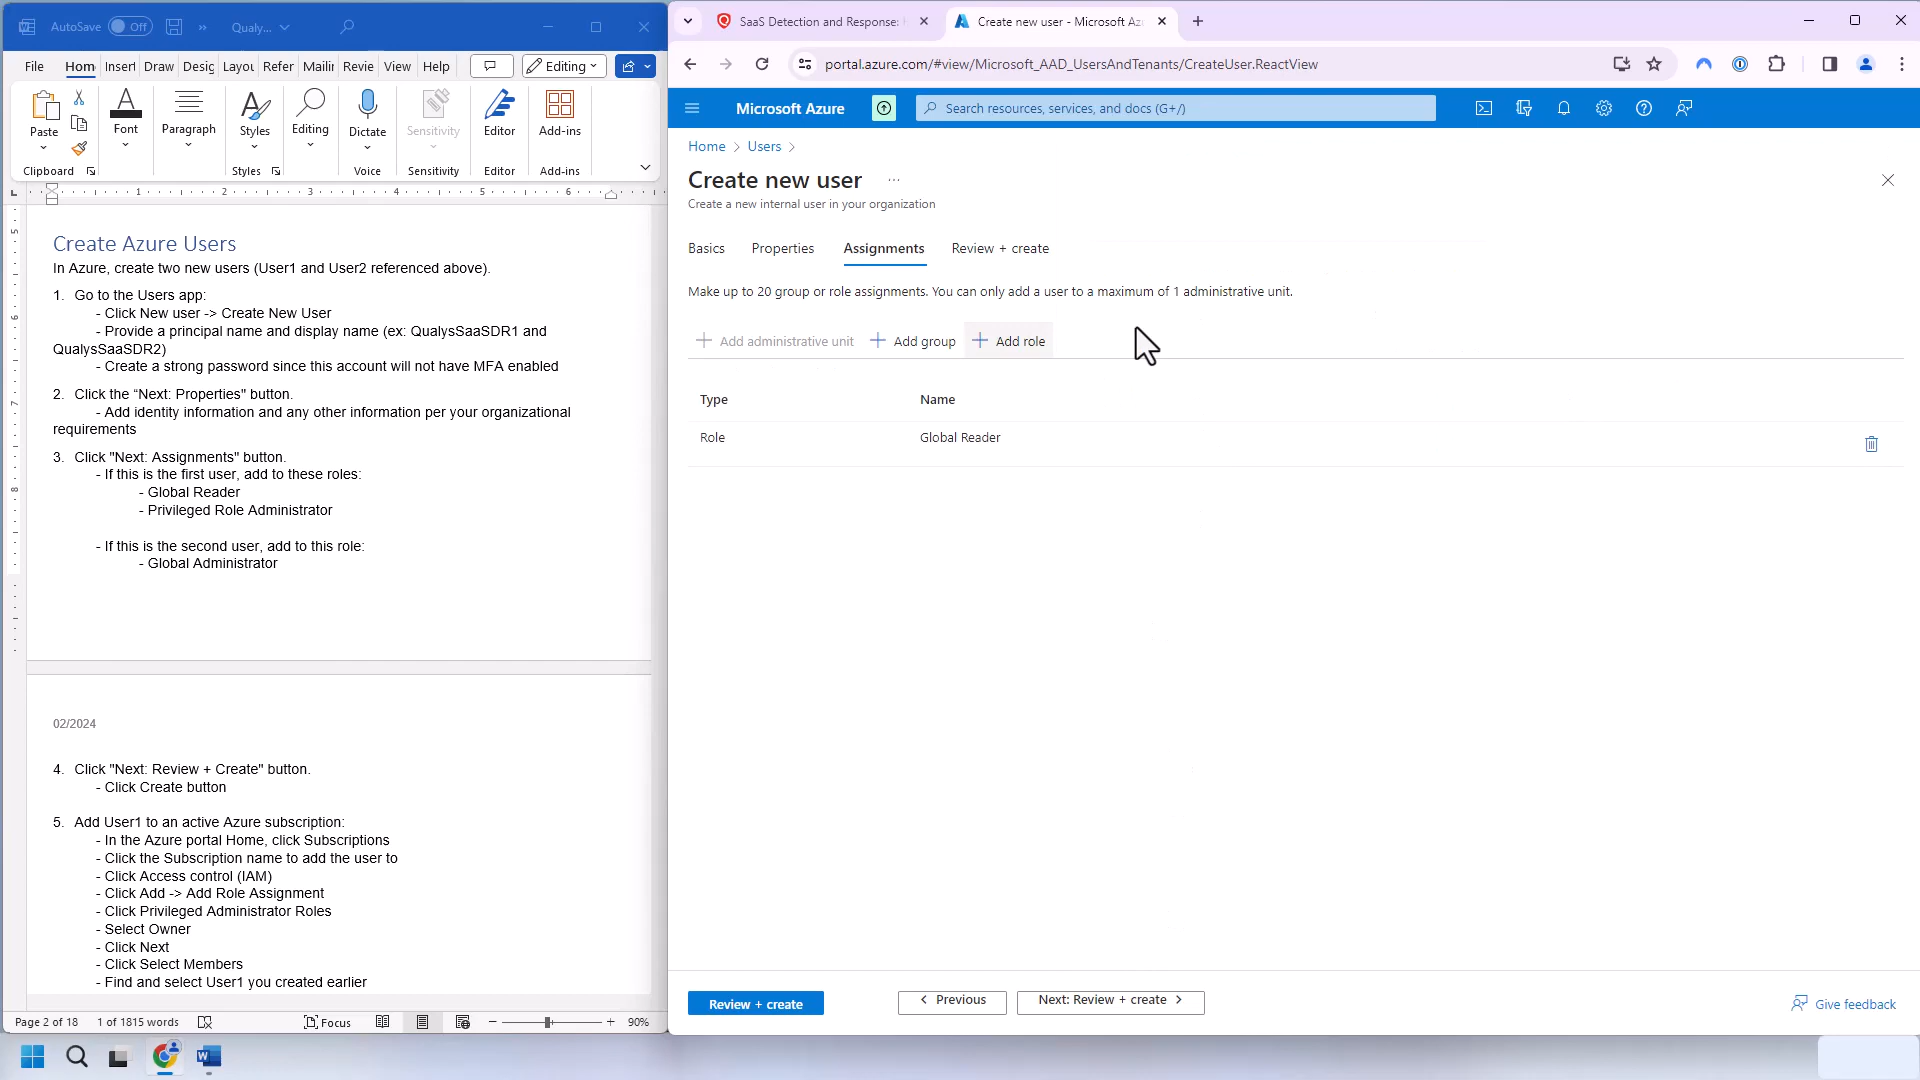 AutoSave Off » Qualy...
File Hom Insert Draw Desig Layou Refer Mailin Revie View Help Editing
Paste Font Paragraph Styles Editing Dictate Sensitivity Editor Add-ins
Clipboard Styles Voice Sensitivity Editor Add-ins
1 2 3 4 5 6
Create Azure Users
In Azure, create two new users (User1 and User2 referenced above).
1. Go to the Users app:
- Click New user -> Create New User
- Provide a principal name and display name (ex: QualysSaaSDR1 and
QualysSaaSDR2)
- Create a strong password since this account will not have MFA enabled
2. Click the “Next: Properties" button.
- Add identity information and any other information per your organizational
requirements
3. Click "Next: Assignments" button.
- If this is the first user, add to these roles:
- Global Reader
- Privileged Role Administrator
- If this is the second user, add to this role:
- Global Administrator
02/2024
4. Click "Next: Review + Create" button.
- Click Create button
5. Add User1 to an active Azure subscription:
- In the Azure portal Home, click Subscriptions
- Click the Subscription name to add the user to
- Click Access control (IAM)
- Click Add -> Add Role Assignment
- Click Privileged Administrator Roles
- Select Owner
- Click Next
- Click Select Members
- Find and select User1 you created earlier
Page 2 of 18 1 of 1815 words Focus 90%
SaaS Detection and Response: Create new user - Microsoft Az
portal.azure.com/#view/Microsoft_AAD_UsersAndTenants/CreateUser.ReactView
Microsoft Azure Search resources, services, and docs (G+/)
Home > Users >
Create new user ...
Create a new internal user in your organization
Basics Properties Assignments Review + create
Make up to 20 group or role assignments. You can only add a user to a maximum of 1 administrative unit.
Add administrative unit Add group Add role
Type Name
Role Global Reader
Review + create < Previous Next: Review + create > Give feedback